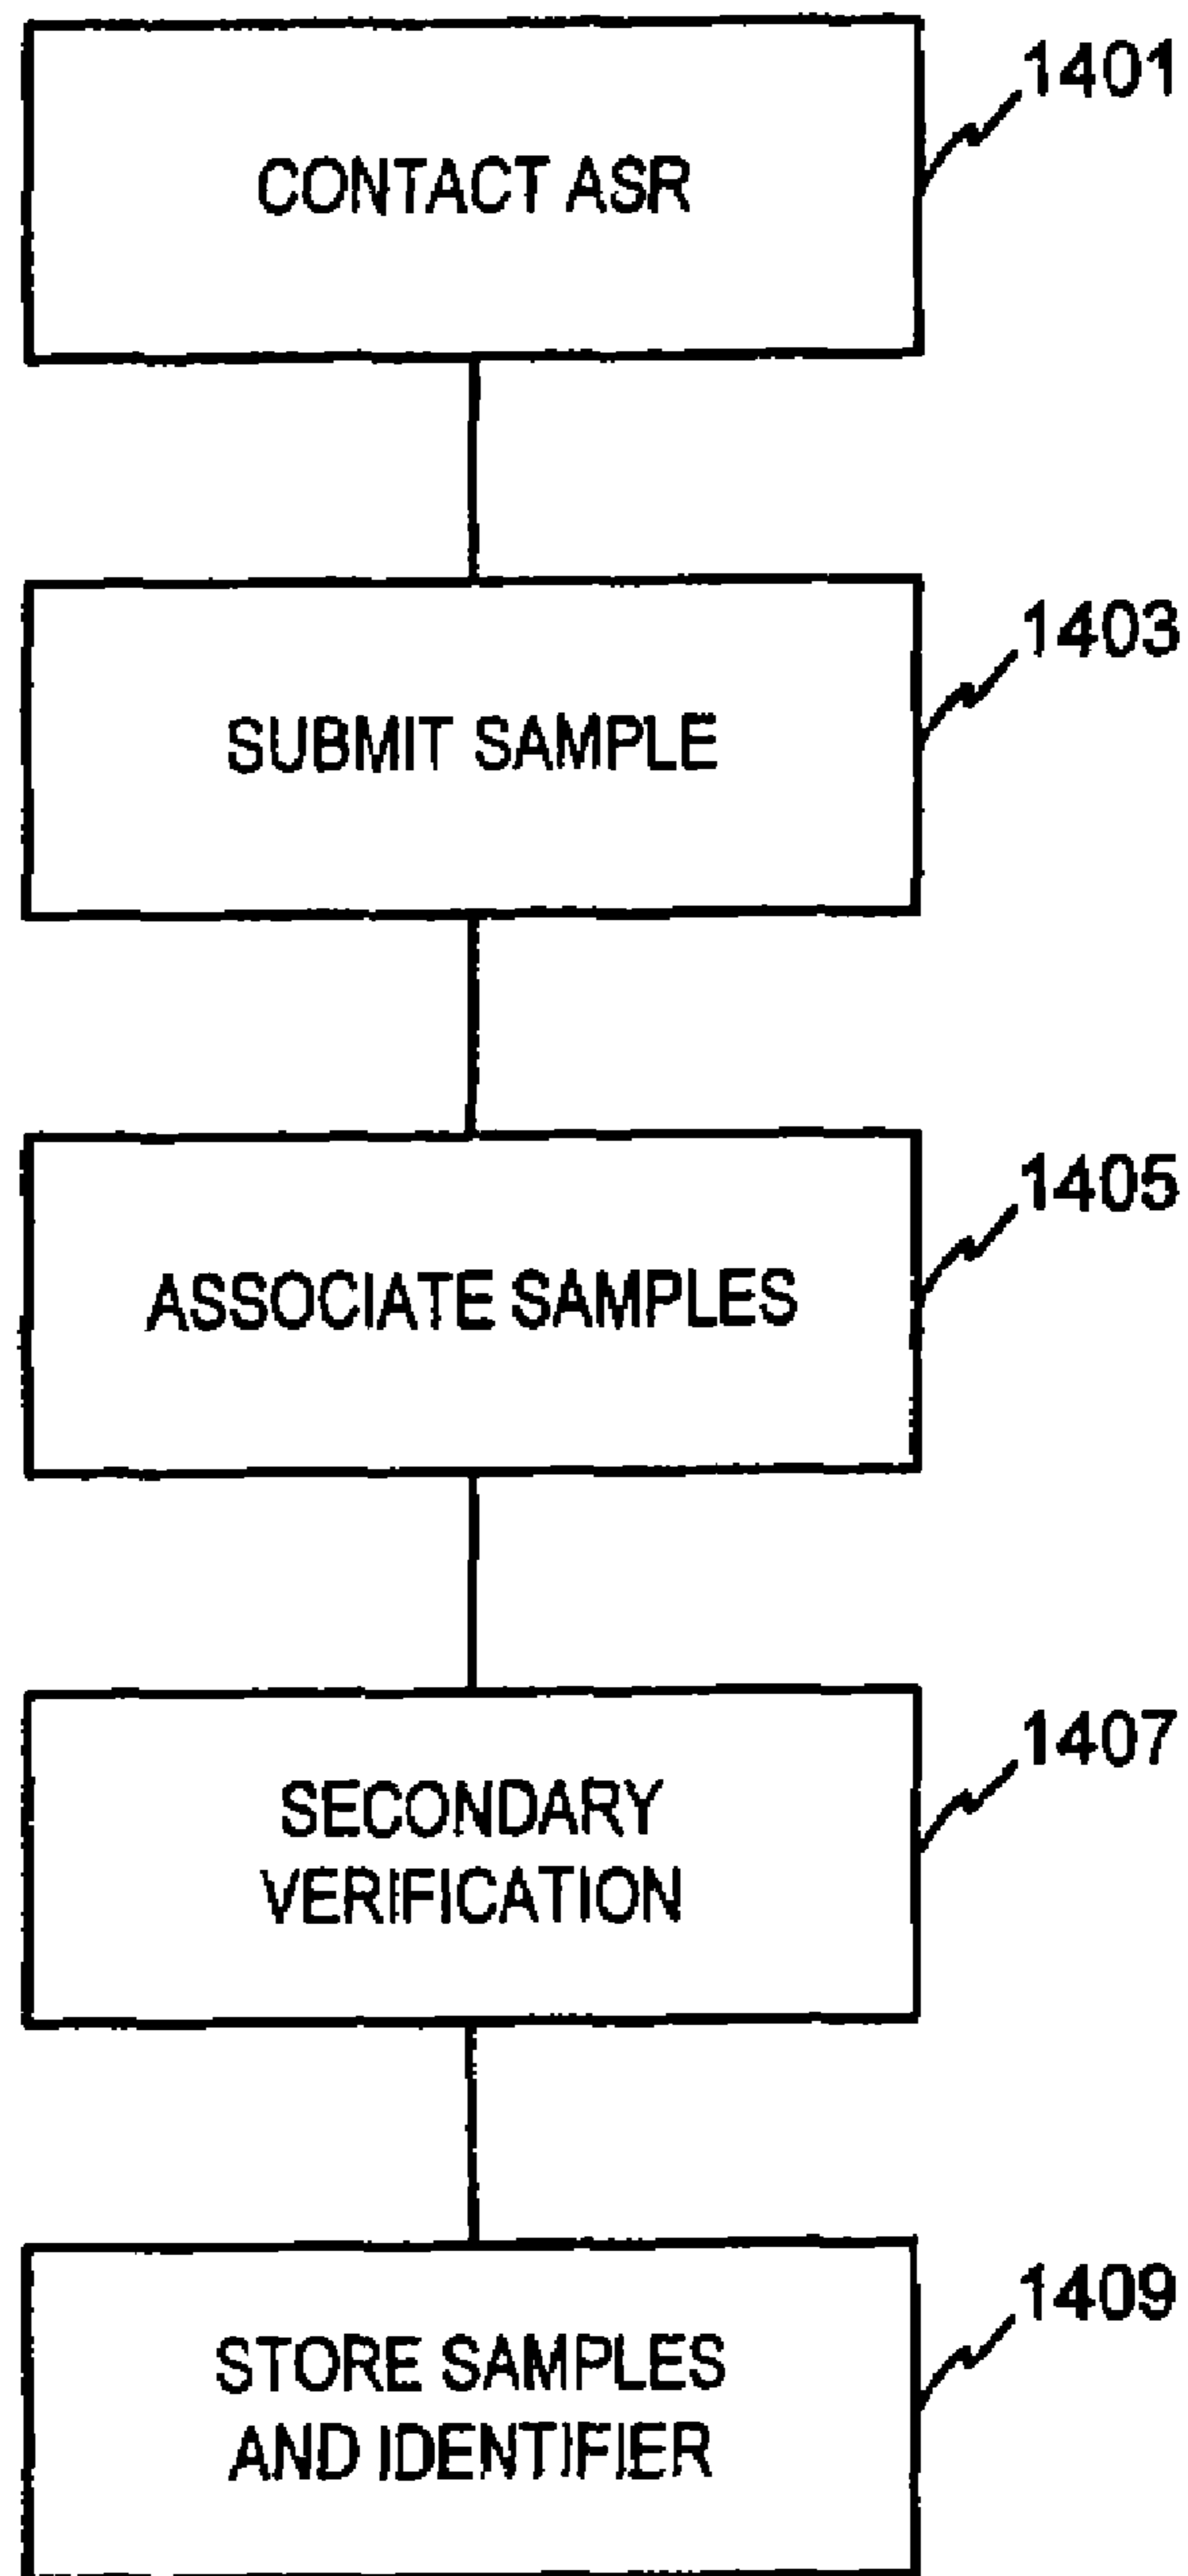 1401
CONTACT ASR
1403
SUBMIT SAMPLE
1405
ASSOCIATE SAMPLES
1407
SECONDARY
VERIFICATION
1409
STORE SAMPLES
AND IDENTIFIER